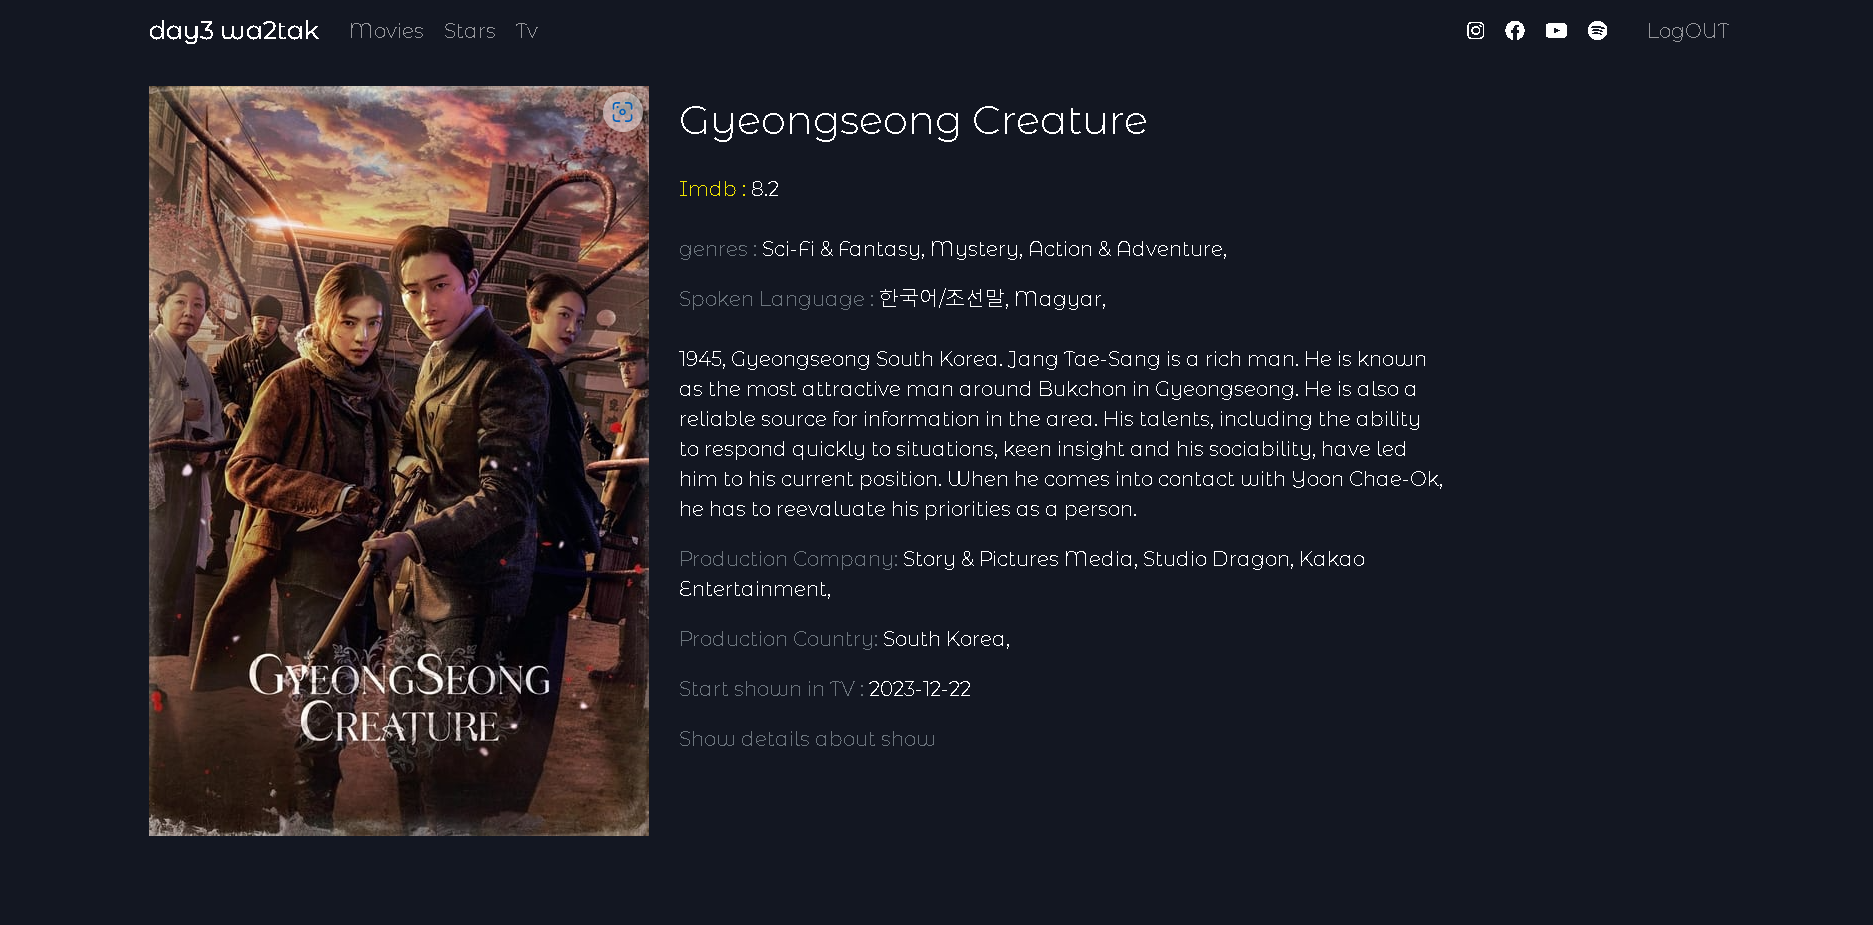 day3 wa2tak Movies Stars Tv LogOUT
Gyeongseong Creature
Imdb : 8.2
genres : Sci-Fi & Fantasy, Mystery, Action & Adventure,
Spoken Language : 한국어/조선말, Magyar,
1945, Gyeongseong South Korea. Jang Tae-Sang is a rich man. He is known
as the most attractive man around Bukchon in Gyeongseong. He is also a
reliable source for information in the area. His talents, including the ability
to respond quickly to situations, keen insight and his sociability, have led
him to his current position. When he comes into contact with Yoon Chae-Ok,
he has to reevaluate his priorities as a person.
Production Company: Story & Pictures Media, Studio Dragon, Kakao
Entertainment,
Production Country: South Korea,
Start shown in TV : 2023-12-22
Show details about show
GYEONGSEONG
CREATURE